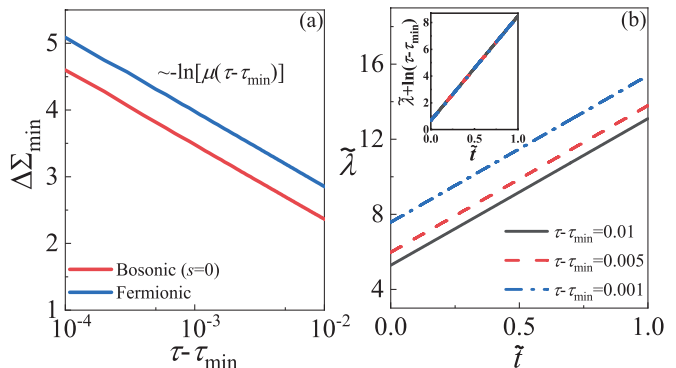 (a)
~-ln[μ(τ-τmin)]
ΔΣmin
5
4
3
2
1
Bosonic (s=0)
Fermionic
10-4
10-3
10-2
τ-τmin
(b)
λ̃
16
12
8
4
λ̃+ln(τ-τmin)
8
6
4
2
0
0.0
0.5
1.0
t̃
τ-τmin=0.01
τ-τmin=0.005
τ-τmin=0.001
0.0
0.5
1.0
t̃